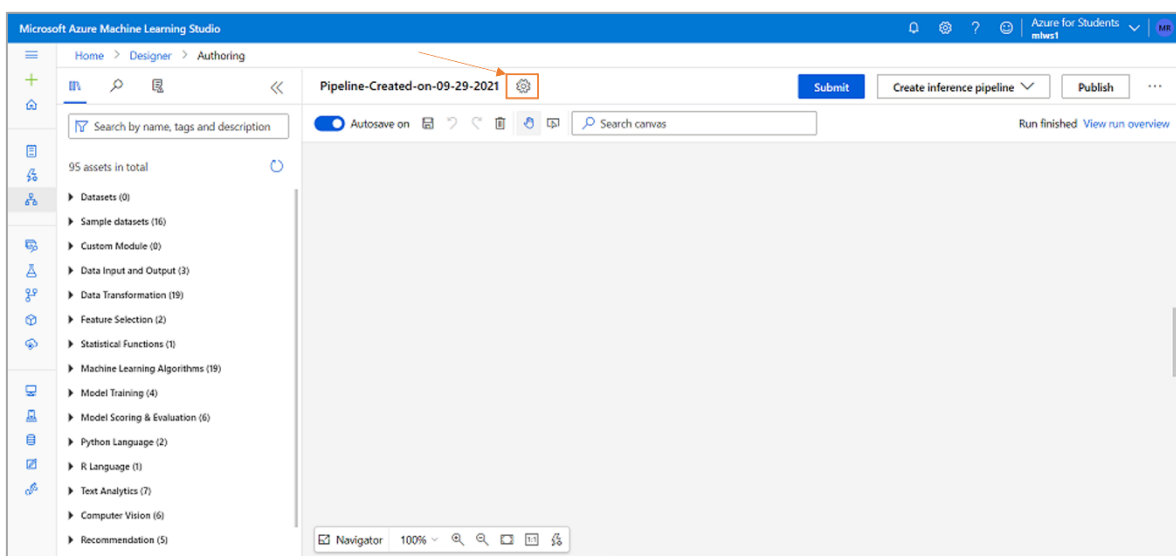 Microsoft Azure Machine Learning Studio
Azure for Students
mlws1
MR
Home > Designer > Authoring
Pipeline-Created-on-09-29-2021
Submit
Create inference pipeline
Publish
Search by name, tags and description
Autosave on
Search canvas
Run finished View run overview
95 assets in total
Datasets (0)
Sample datasets (16)
Custom Module (0)
Data Input and Output (3)
Data Transformation (19)
Feature Selection (2)
Statistical Functions (1)
Machine Learning Algorithms (19)
Model Training (4)
Model Scoring & Evaluation (6)
Python Language (2)
R Language (1)
Text Analytics (7)
Computer Vision (6)
Recommendation (5)
Navigator
100%
1:1